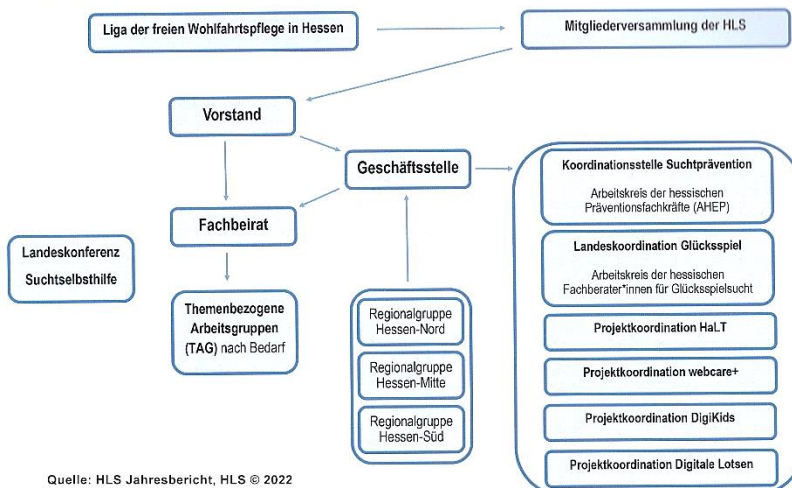 Liga der freien Wohlfahrtspflege in Hessen
Mitgliederversammlung der HLS
Vorstand
Geschäftsstelle
Fachbeirat
Landeskonferenz
Suchtselbsthilfe
Themenbezogene
Arbeitsgruppen
(TAG) nach Bedarf
Regionalgruppe
Hessen-Nord
Regionalgruppe
Hessen-Mitte
Regionalgruppe
Hessen-Süd
Koordinationsstelle Suchtprävention
Arbeitskreis der hessischen
Präventionsfachkräfte (AHEP)
Landeskoordination Glücksspiel
Arbeitskreis der hessischen
Fachberater*innen für Glücksspielsucht
Projektkoordination HaLT
Projektkoordination webcare+
Projektkoordination DigiKids
Projektkoordination Digitale Lotsen
Quelle: HLS Jahresbericht, HLS © 2022